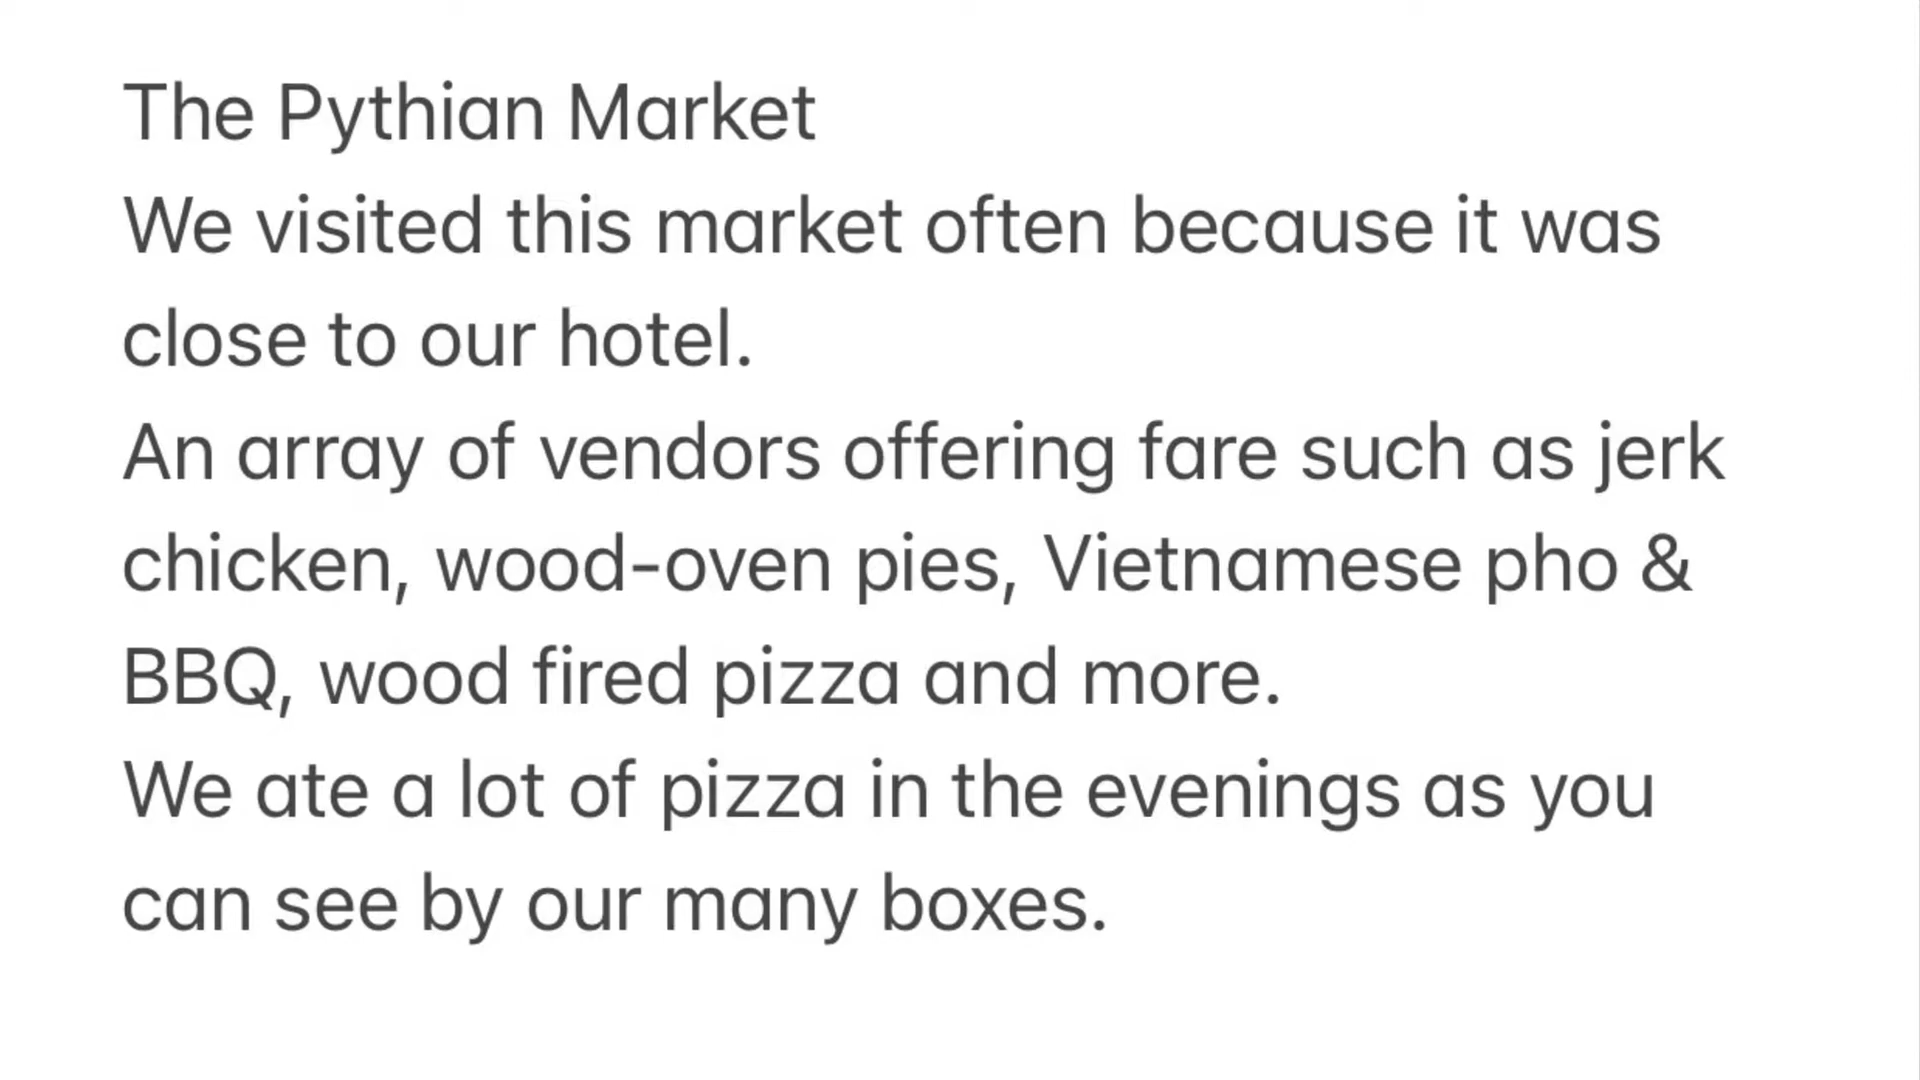 The Pythian Market
We visited this market often because it was
close to our hotel.
An array of vendors offering fare such as jerk
chicken, wood-oven pies, Vietnamese pho &
BBQ, wood fired pizza and more.
We ate a lot of pizza in the evenings as you
can see by our many boxes.